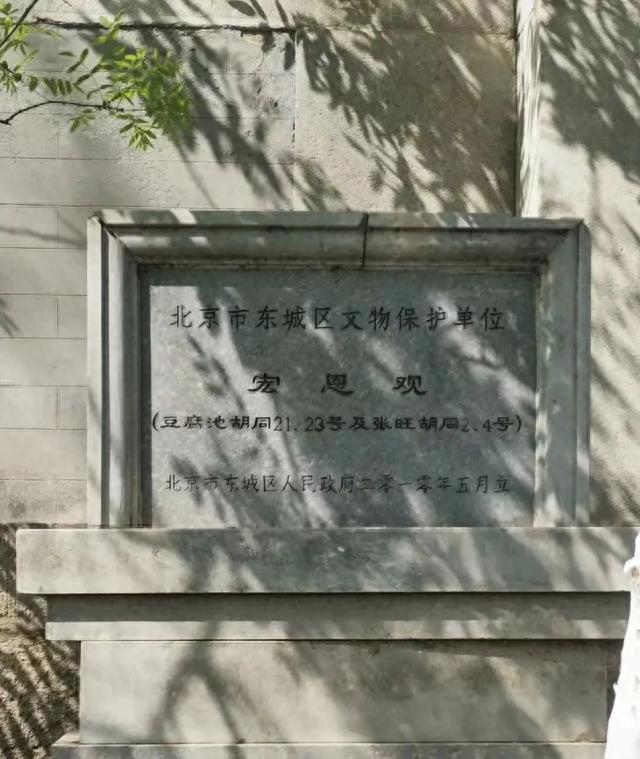 北京市东城区文物保护单位
宏恩观
(豆腐池胡同21.23号及张旺胡同2.4号)
北京市东城区人民政府二零一零年五月立